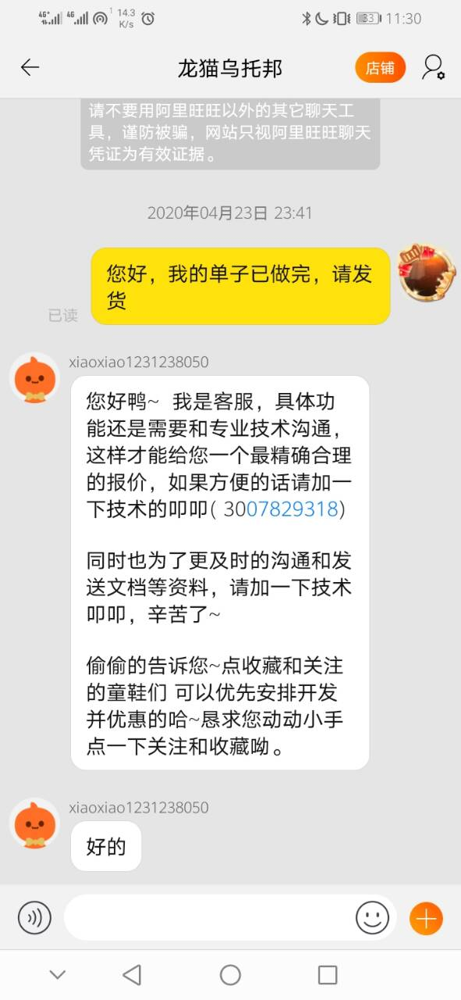 4G+ 4G 1 14.3 K/s 83 11:30
龙猫乌托邦 店铺
请不要用阿里旺旺以外的其它聊天工
具，谨防被骗，网站只视阿里旺旺聊天
凭证为有效证据。
2020年04月23日 23:41
您好，我的单子已做完，请发
货
已读
xiaoxiao1231238050
您好鸭~ 我是客服，具体功
能还是需要和专业技术沟通，
这样才能给您一个最精确合理
的报价，如果方便的话请加一
下技术的叩叩( 3007829318)
同时也为了更及时的沟通和发
送文档等资料，请加一下技术
叩叩，辛苦了~
偷偷的告诉您~点收藏和关注
的童鞋们 可以优先安排开发
并优惠的哈~恳求您动动小手
点一下关注和收藏呦。
xiaoxiao1231238050
好的